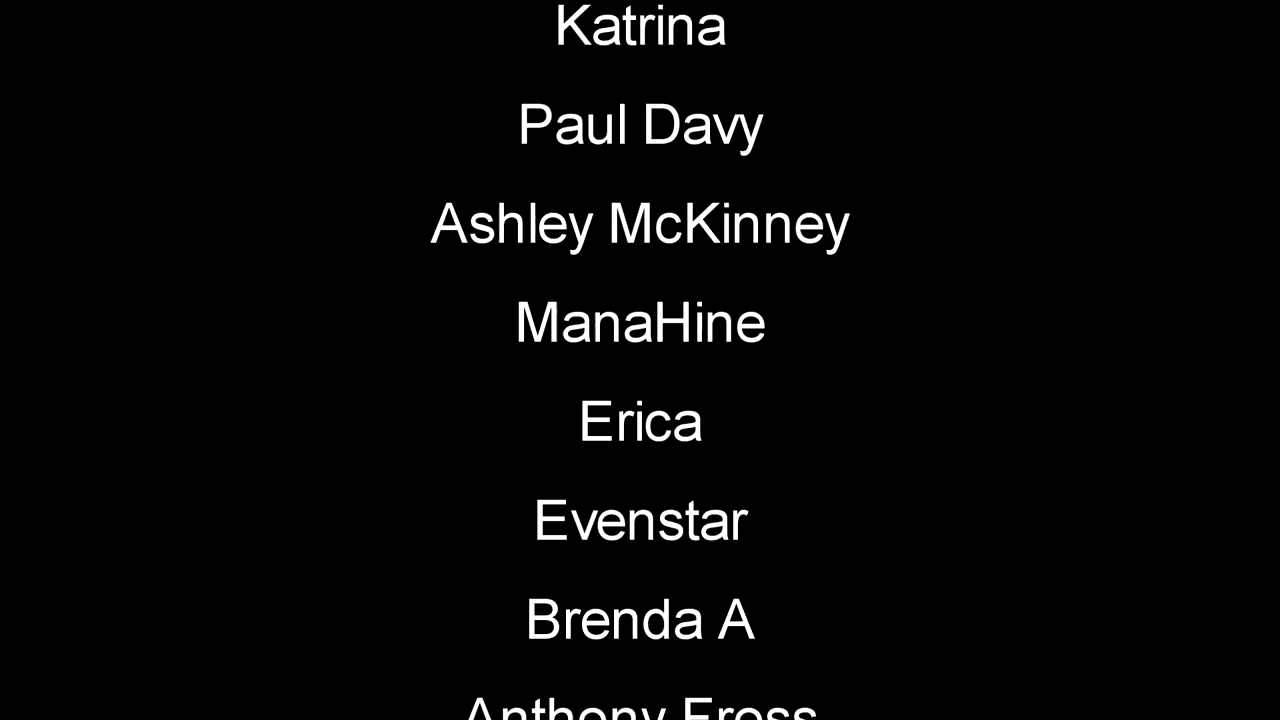 Katrina
Paul Davy
Ashley McKinney
ManaHine
Erica
Evenstar
Brenda A
Anthony